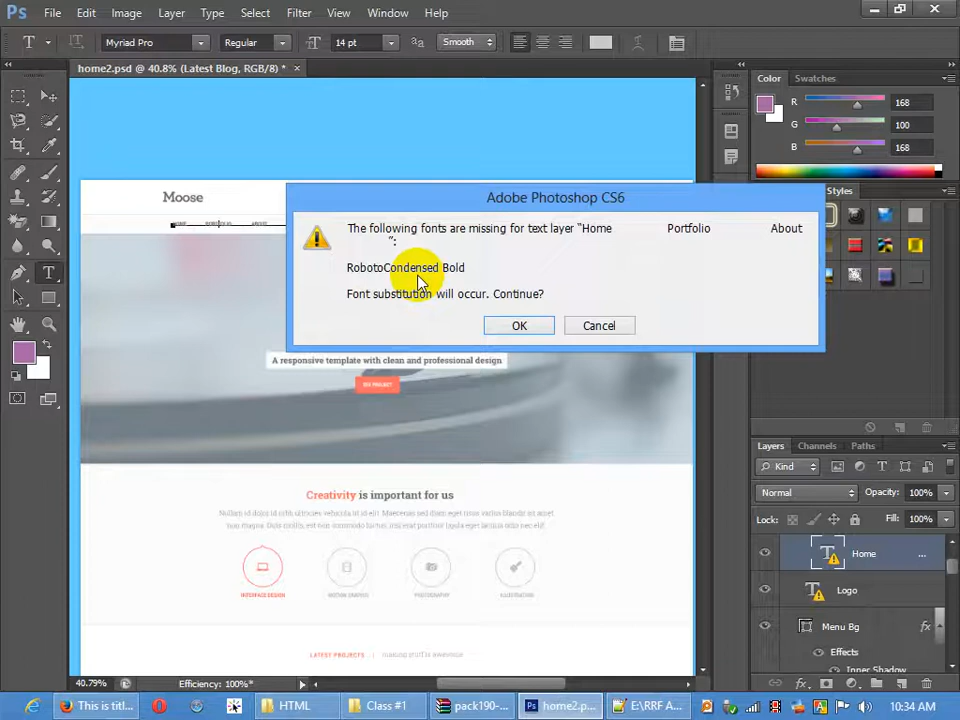 Ps File Edit Image Layer Type Select Filter View Window Help
T Myriad Pro Regular 14 pt aa Smooth
home2.psd @ 40.8% (Latest Blog, RGB/8) * ×
Color Swatches
R 168
G 100
B 168
Styles
Moose
Adobe Photoshop CS6
The following fonts are missing for text layer “Home Portfolio About
”:
RobotoCondensed Bold
Font substitution will occur. Continue?
OK Cancel
A responsive template with clean and professional design
Creativity is important for us
INTERFACE DESIGN MOTION GRAPHIC PHOTOGRAPHY ILLUSTRATION
LATEST PROJECTS | making stuff is awesome
Layers Channels Paths
Kind
Normal Opacity: 100%
Lock: Fill: 100%
Home ...
Logo
Menu Bg fx
Effects
Inner Shadow
40.79% Efficiency: 100%*
This is titl... HTML Class #1 pack190-... Ps home2.p... E:\RRF A... 10:34 AM